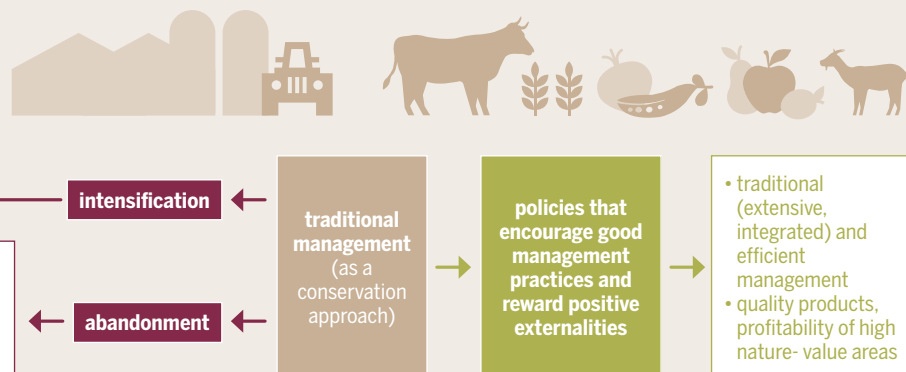 intensification
abandonment
traditional
management
(as a
conservation
approach)
policies that
encourage good
management
practices and
reward positive
externalities
• traditional
(extensive,
integrated) and
efficient
management
• quality products,
profitability of high
nature- value areas